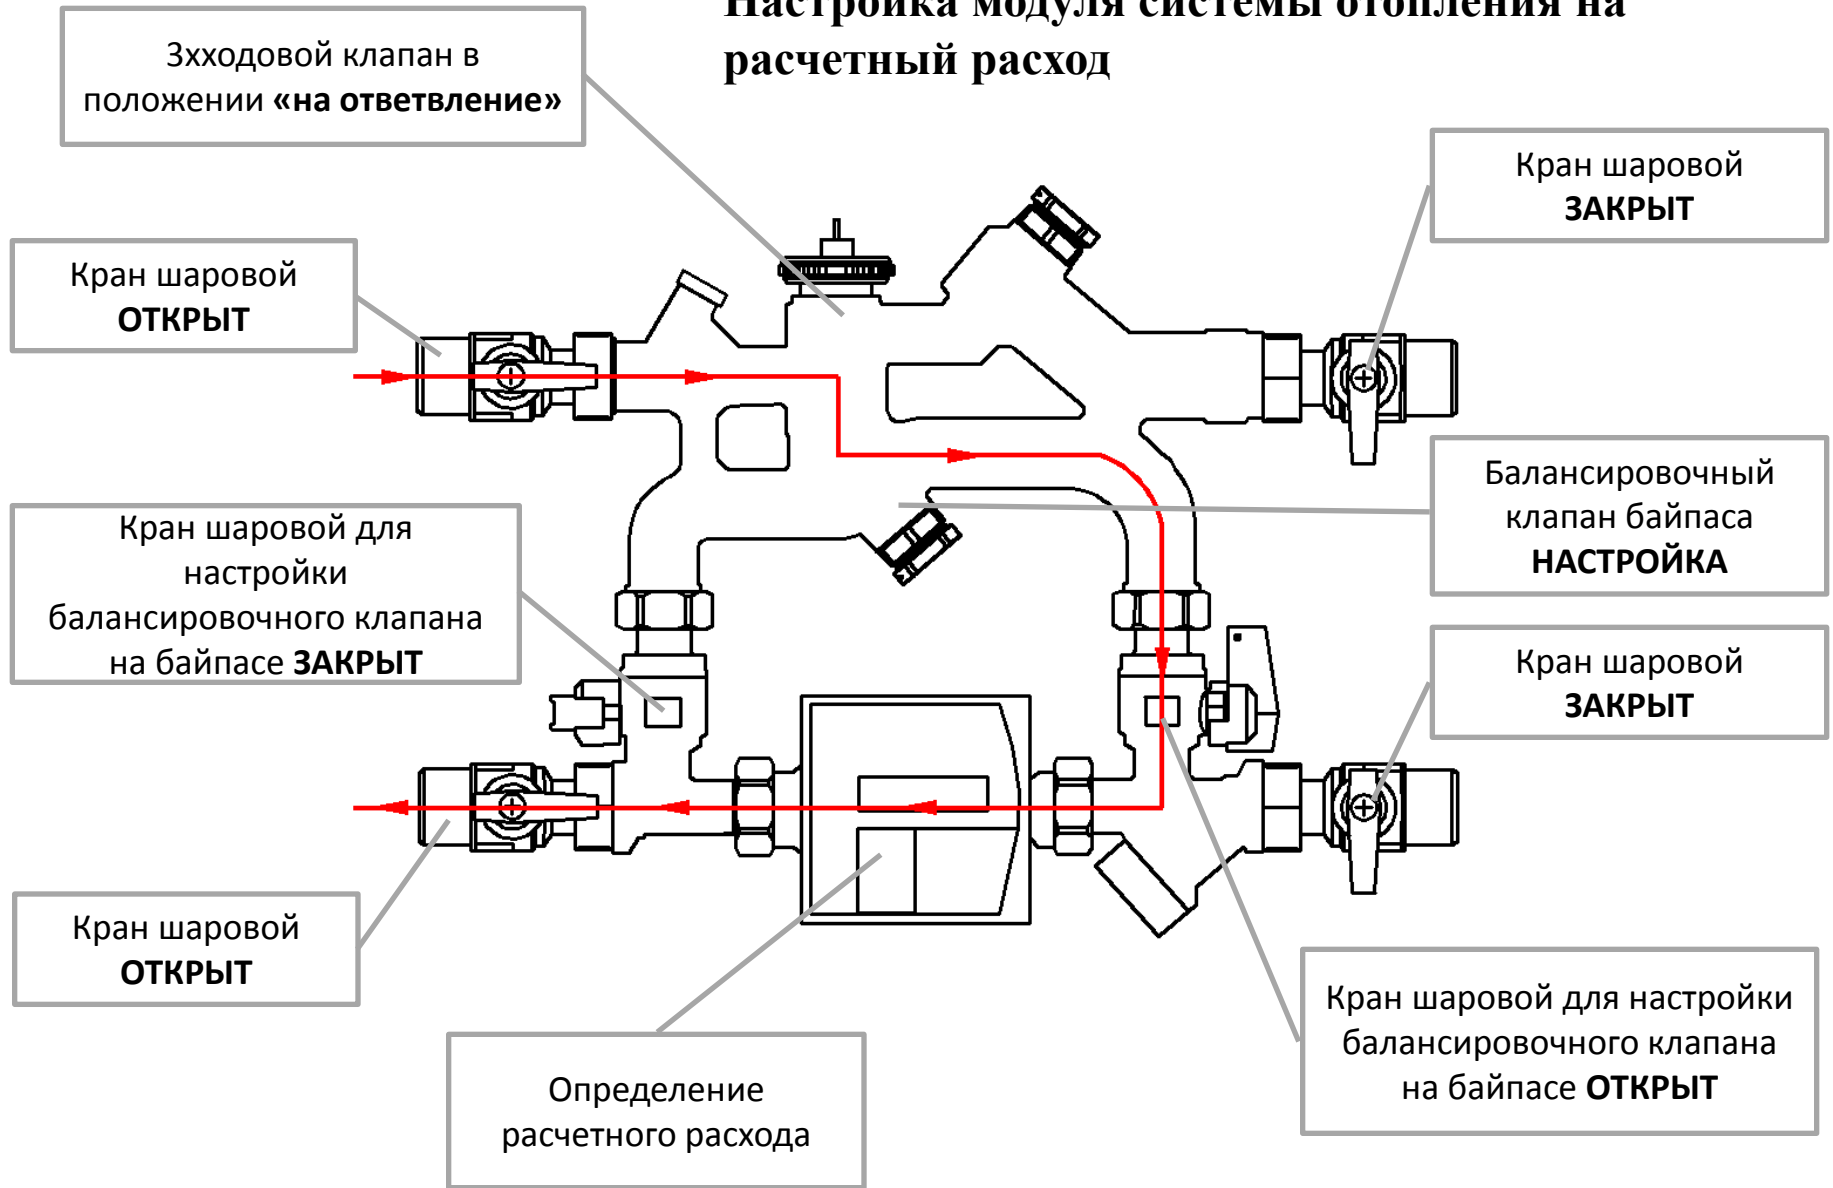 Настройка модуля системы отопления на
расчетный расход
3хходовой клапан в
положении «на ответвление»
Кран шаровой
ЗАКРЫТ
Кран шаровой
ОТКРЫТ
Балансировочный
клапан байпаса
НАСТРОЙКА
Кран шаровой для
настройки
балансировочного клапана
на байпасе ЗАКРЫТ
Кран шаровой
ЗАКРЫТ
Кран шаровой
ОТКРЫТ
Кран шаровой для настройки
балансировочного клапана
на байпасе ОТКРЫТ
Определение
расчетного расхода